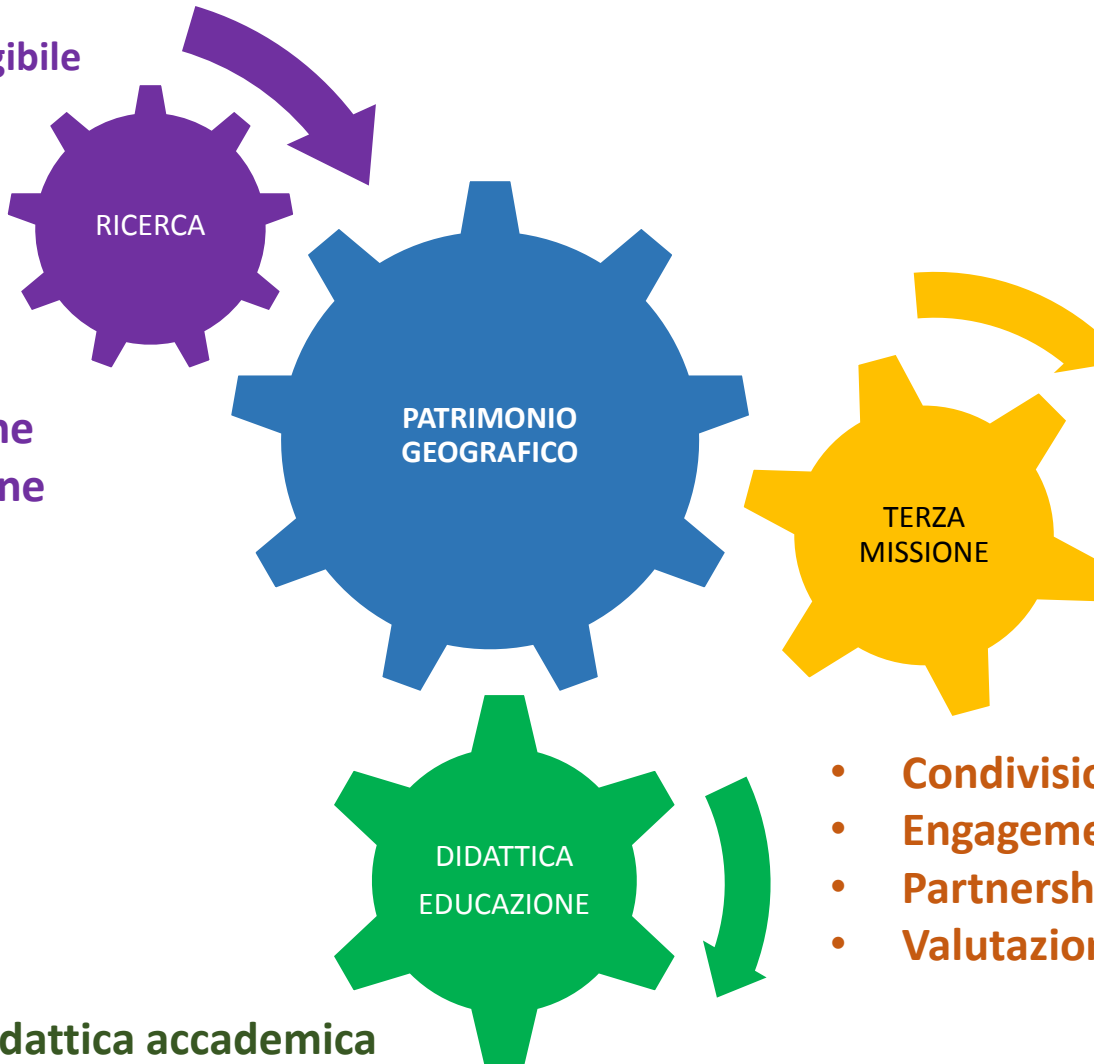 gibile
RICERCA
PATRIMONIO
GEOGRAFICO
ne
ne
TERZA
MISSIONE
DIDATTICA
EDUCAZIONE
• Condivisio
• Engageme
• Partnersh
• Valutazion
dattica accademica